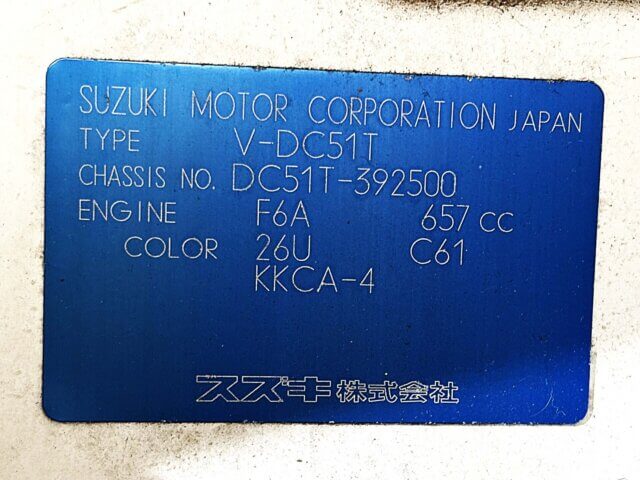 SUZUKI MOTOR CORPORATION JAPAN
TYPE V-DC51T
CHASSIS NO. DC51T-392500
ENGINE F6A 657 cc
COLOR 26U C61
KKCA-4
スズキ株式会社